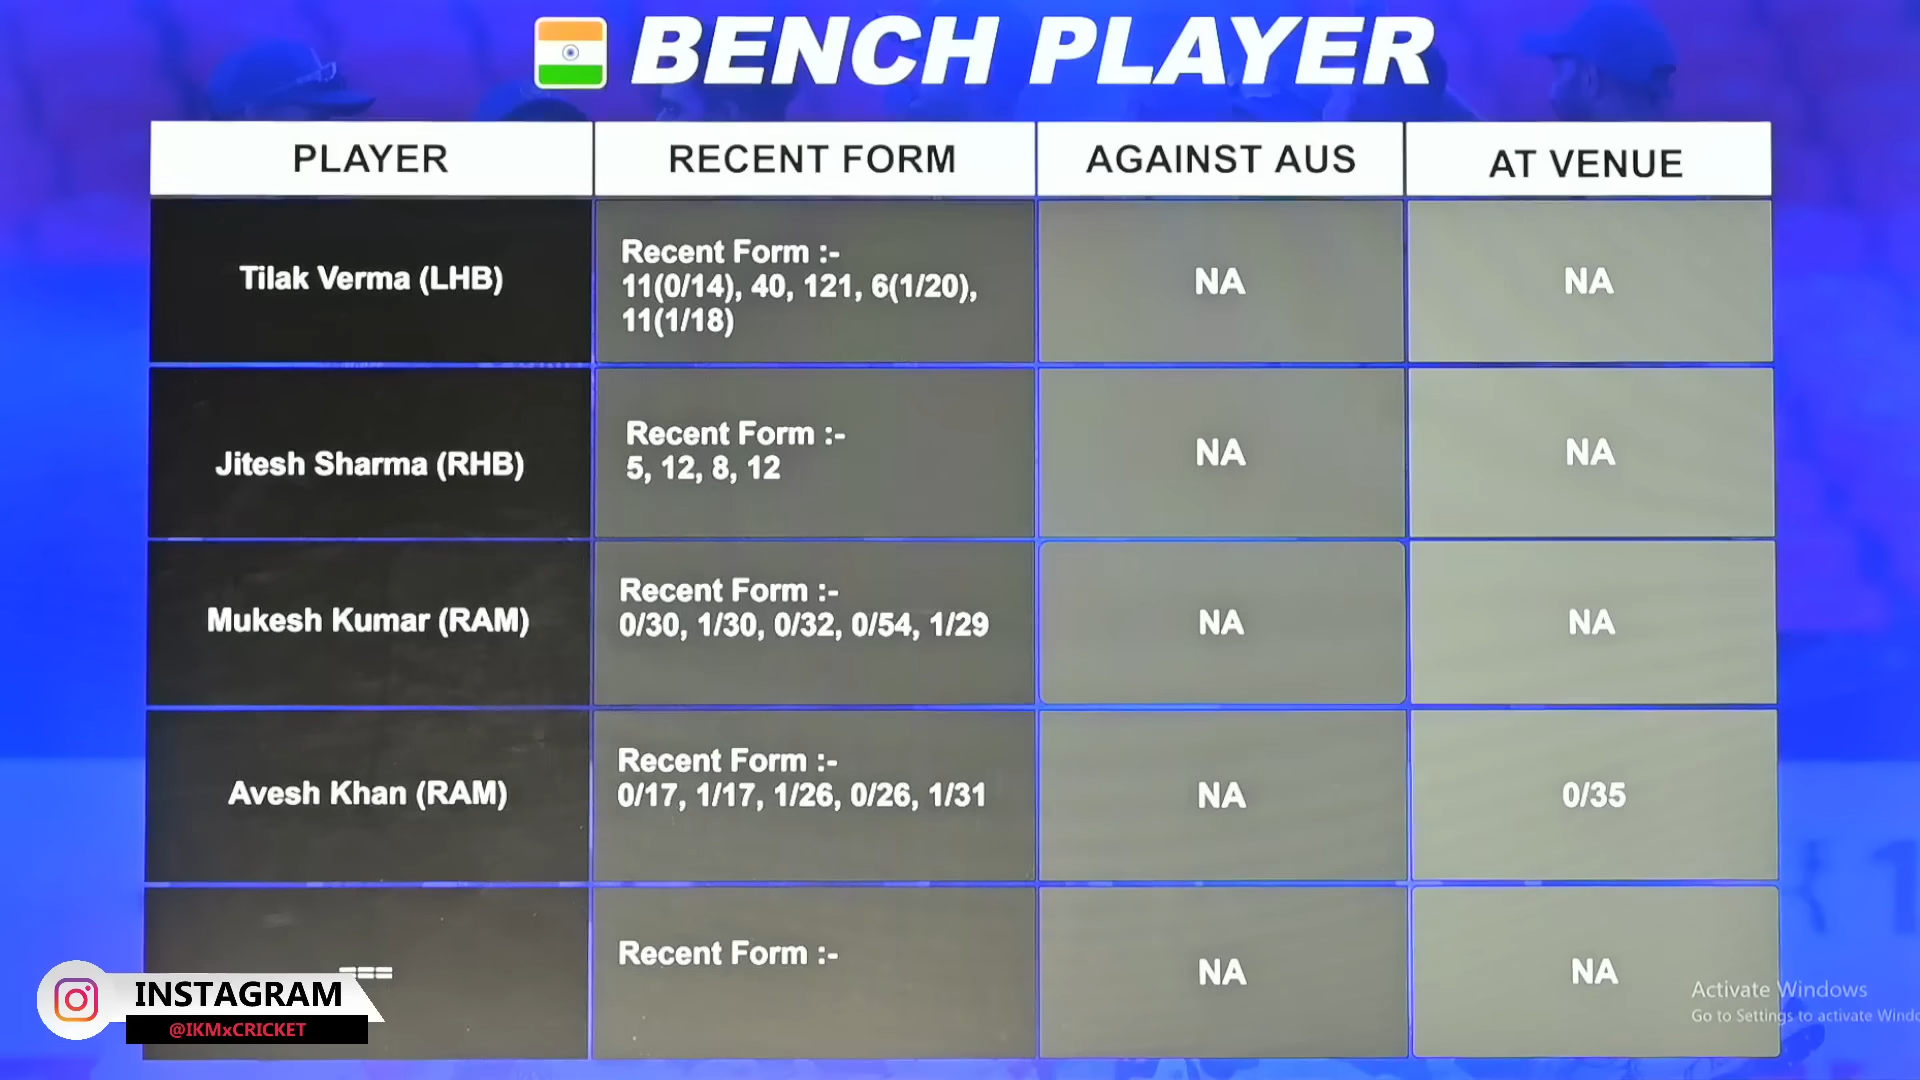 BENCH PLAYER
PLAYER
RECENT FORM
AGAINST AUS
AT VENUE
Tilak Verma (LHB)
Recent Form :-
11(0/14), 40, 121, 6(1/20),
11(1/18)
NA
NA
Jitesh Sharma (RHB)
Recent Form :-
5, 12, 8, 12
NA
NA
Mukesh Kumar (RAM)
Recent Form :-
0/30, 1/30, 0/32, 0/54, 1/29
NA
NA
Avesh Khan (RAM)
Recent Form :-
0/17, 1/17, 1/26, 0/26, 1/31
NA
0/35
===
Recent Form :-
NA
NA
INSTAGRAM
@IKMxCRICKET
Activate Windows
Go to Settings to activate Windo